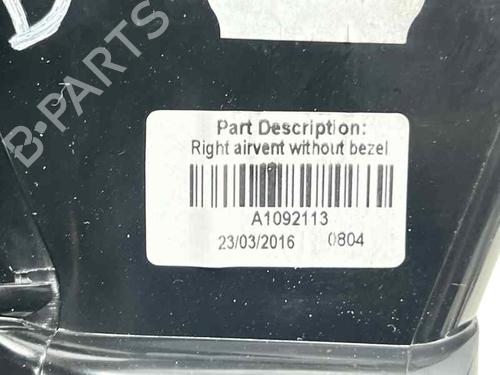 B-PARTS
Part Description:
Right airvent without bezel
A1092113
23/03/2016 0804